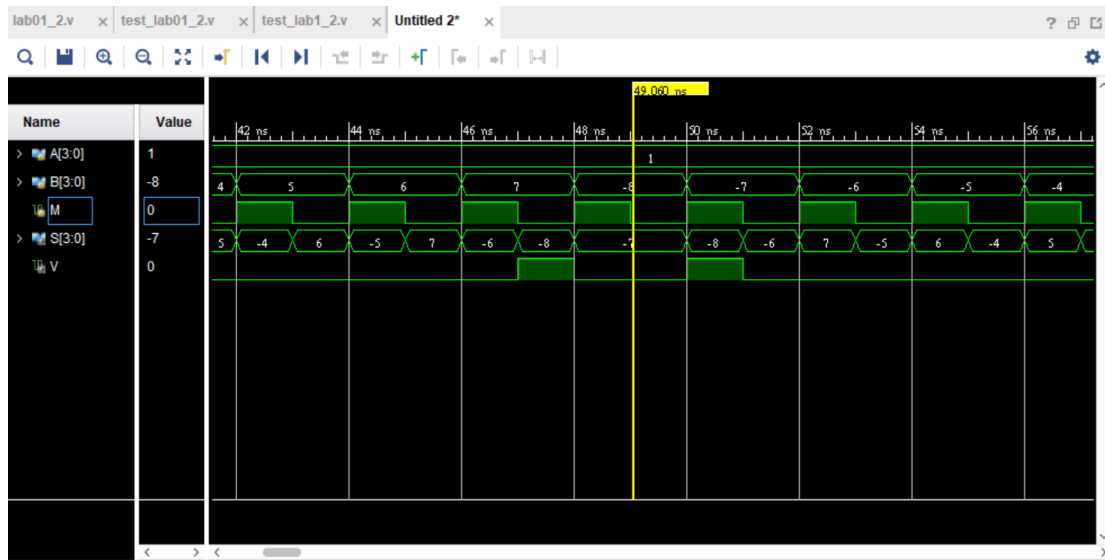 lab01_2.v × test_lab01_2.v × test_lab1_2.v × Untitled 2* × ?
49.060 ns
Name Value 42 ns 44 ns 46 ns 48 ns 50 ns 52 ns 54 ns 56 ns
> A[3:0] 1 1
> B[3:0] -8 4 5 6 7 -8 -7 -6 -5 -4
M 0
> S[3:0] -7 5 -4 6 -5 7 -6 -8 -7 -8 -6 7 -5 6 -4 5
V 0